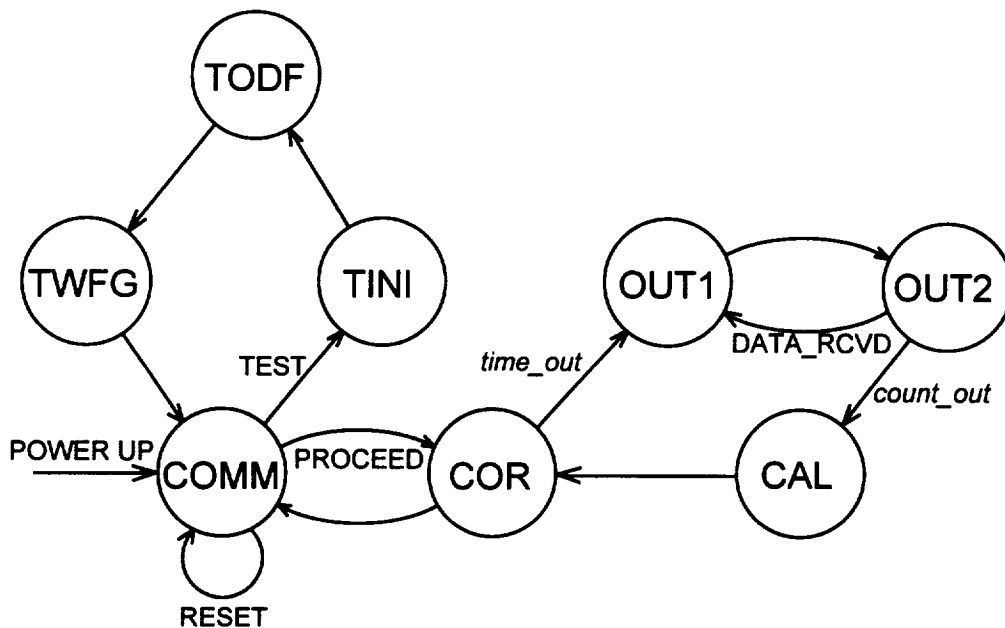 TODF
TWFG
TINI
OUT1
OUT2
DATA_RCVD
TEST
time_out
count_out
POWER UP
COMM
PROCEED
COR
CAL
RESET